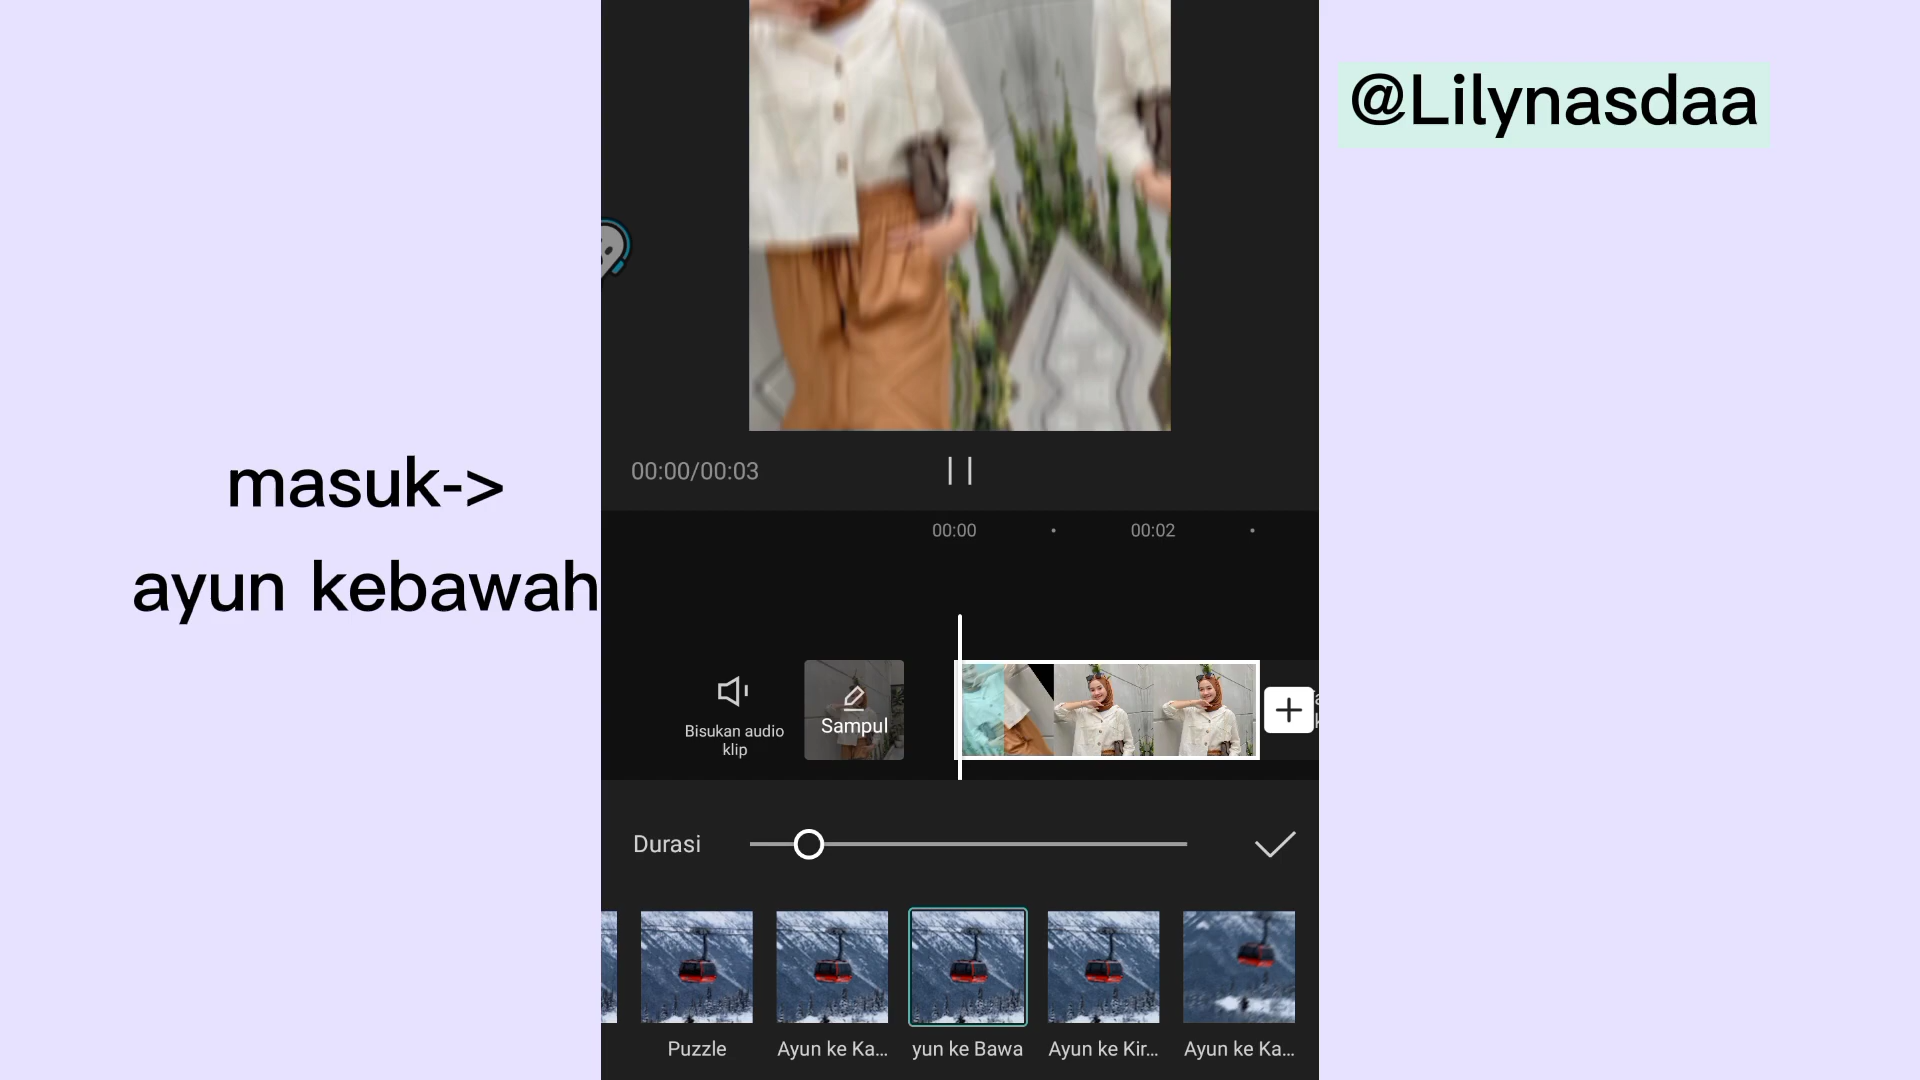 @Lilynasdaa
masuk->
ayun kebawah
00:00/00:03
00:00
00:02
Bisukan audio
klip
Sampul
Durasi
Puzzle
Ayun ke Ka...
yun ke Bawa
Ayun ke Kir...
Ayun ke Ka...